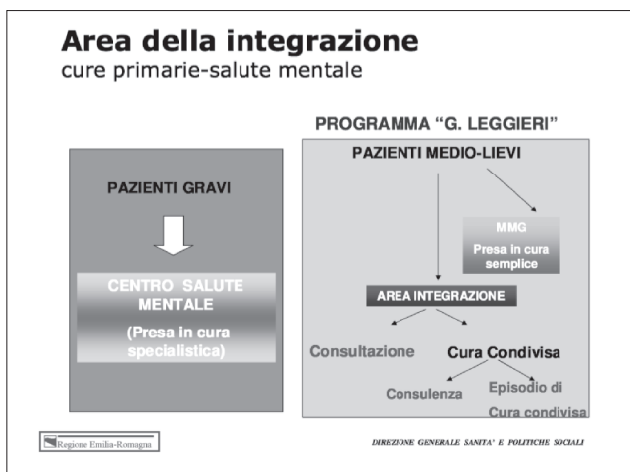 Area della integrazione
cure primarie-salute mentale
PROGRAMMA “G. LEGGIERI”
PAZIENTI GRAVI
CENTRO SALUTE
MENTALE
(Presa in cura
specialistica)
PAZIENTI MEDIO-LIEVI
MMG
Presa in cura
semplice
AREA INTEGRAZIONE
Consultazione
Cura Condivisa
Consulenza
Episodio di
Cura condivisa
Regione Emilia-Romagna
DIREZIONE GENERALE SANITA' E POLITICHE SOCIALI